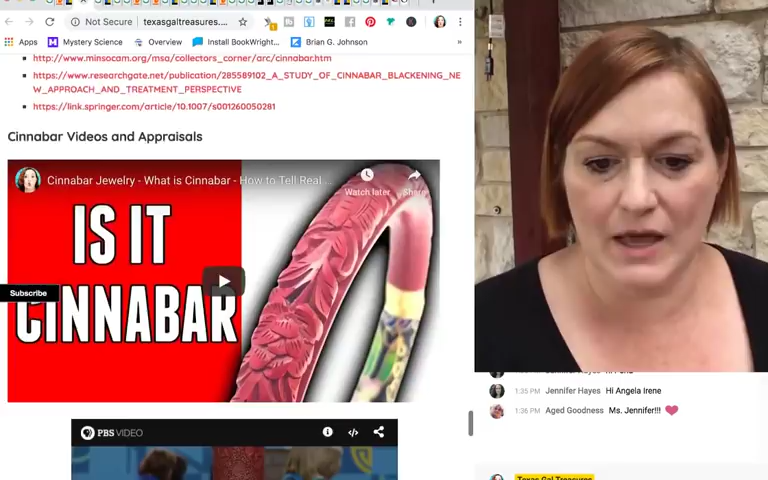 Not Secure
texasgaltreasures....
Apps
Mystery Science
Overview
Install BookWright...
Brian G. Johnson
»
http://www.minsocam.org/msa/collectors_corner/arc/cinnabar.htm
https://www.researchgate.net/publication/285589102_A_STUDY_OF_CINNABAR_BLACKENING_NE
W_APPROACH_AND_TREATMENT_PERSPECTIVE
https://link.springer.com/article/10.1007/s001260050281
Cinnabar Videos and Appraisals
Cinnabar Jewelry - What is Cinnabar - How to Tell Real ...
Watch later
Share
IS IT
CINNABAR
Subscribe
PBS VIDEO
1:35 PM Jennifer Hayes Hi Angela Irene
1:36 PM Aged Goodness Ms. Jennifer!!!
Texas Gal Treasures